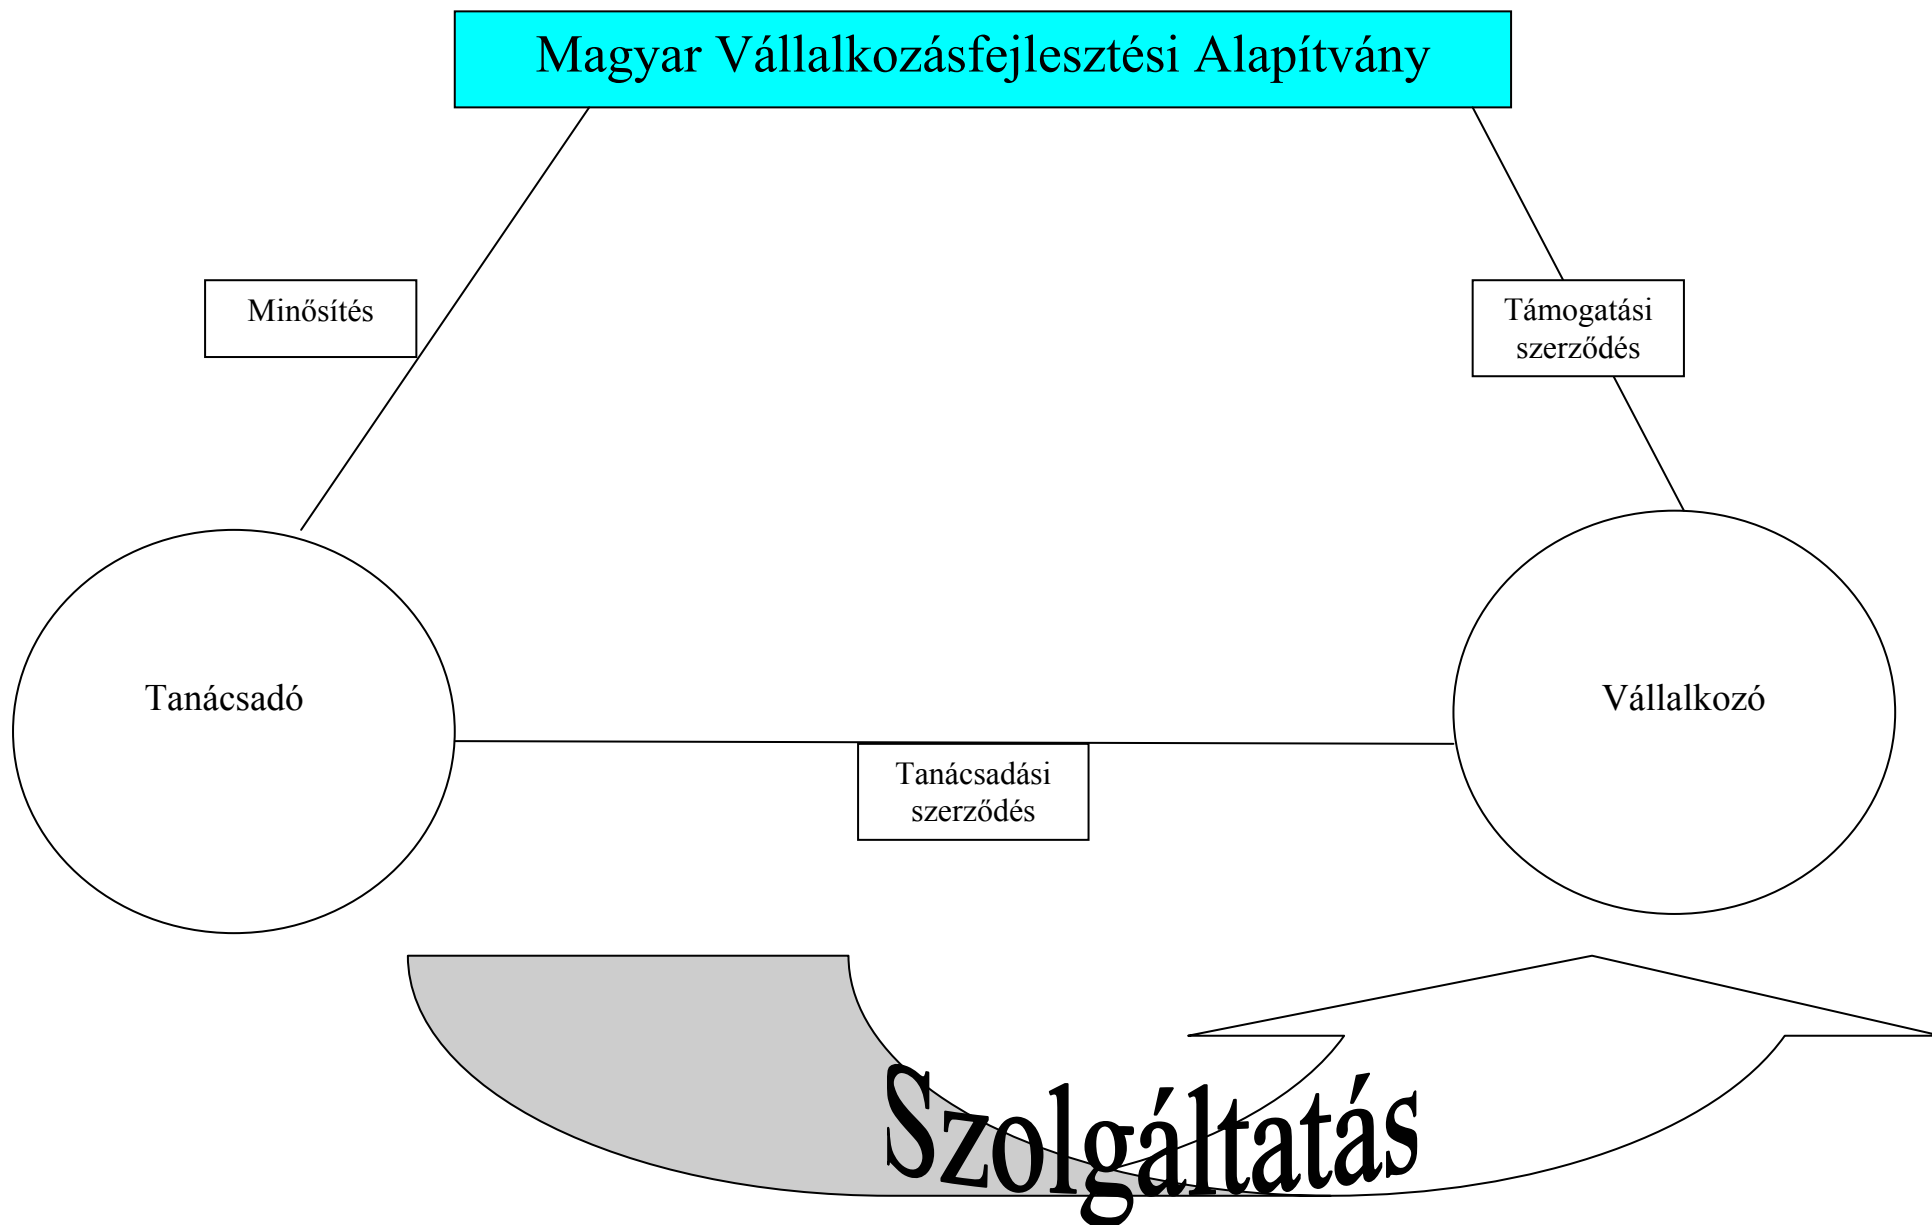 Magyar Vállalkozásfejlesztési Alapítvány
Minősítés
Támogatási
szerződés
Tanácsadó
Vállalkozó
Tanácsadási
szerződés
Szolgáltatás